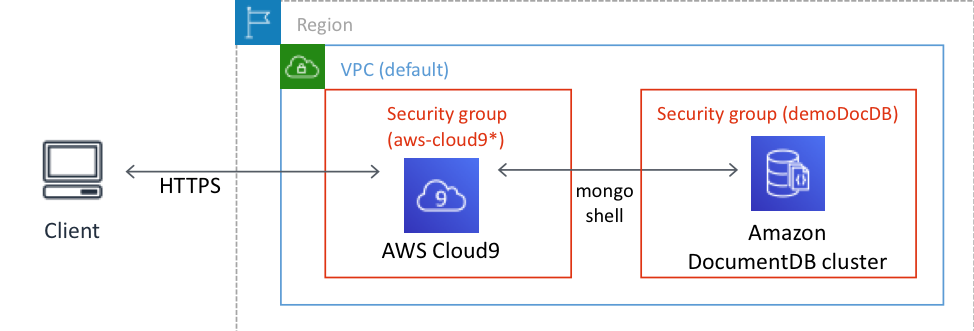 Region
VPC (default)
Security group
(aws-cloud9*)
Security group (demoDocDB)
HTTPS
9
mongo
shell
Client
AWS Cloud9
Amazon
DocumentDB cluster